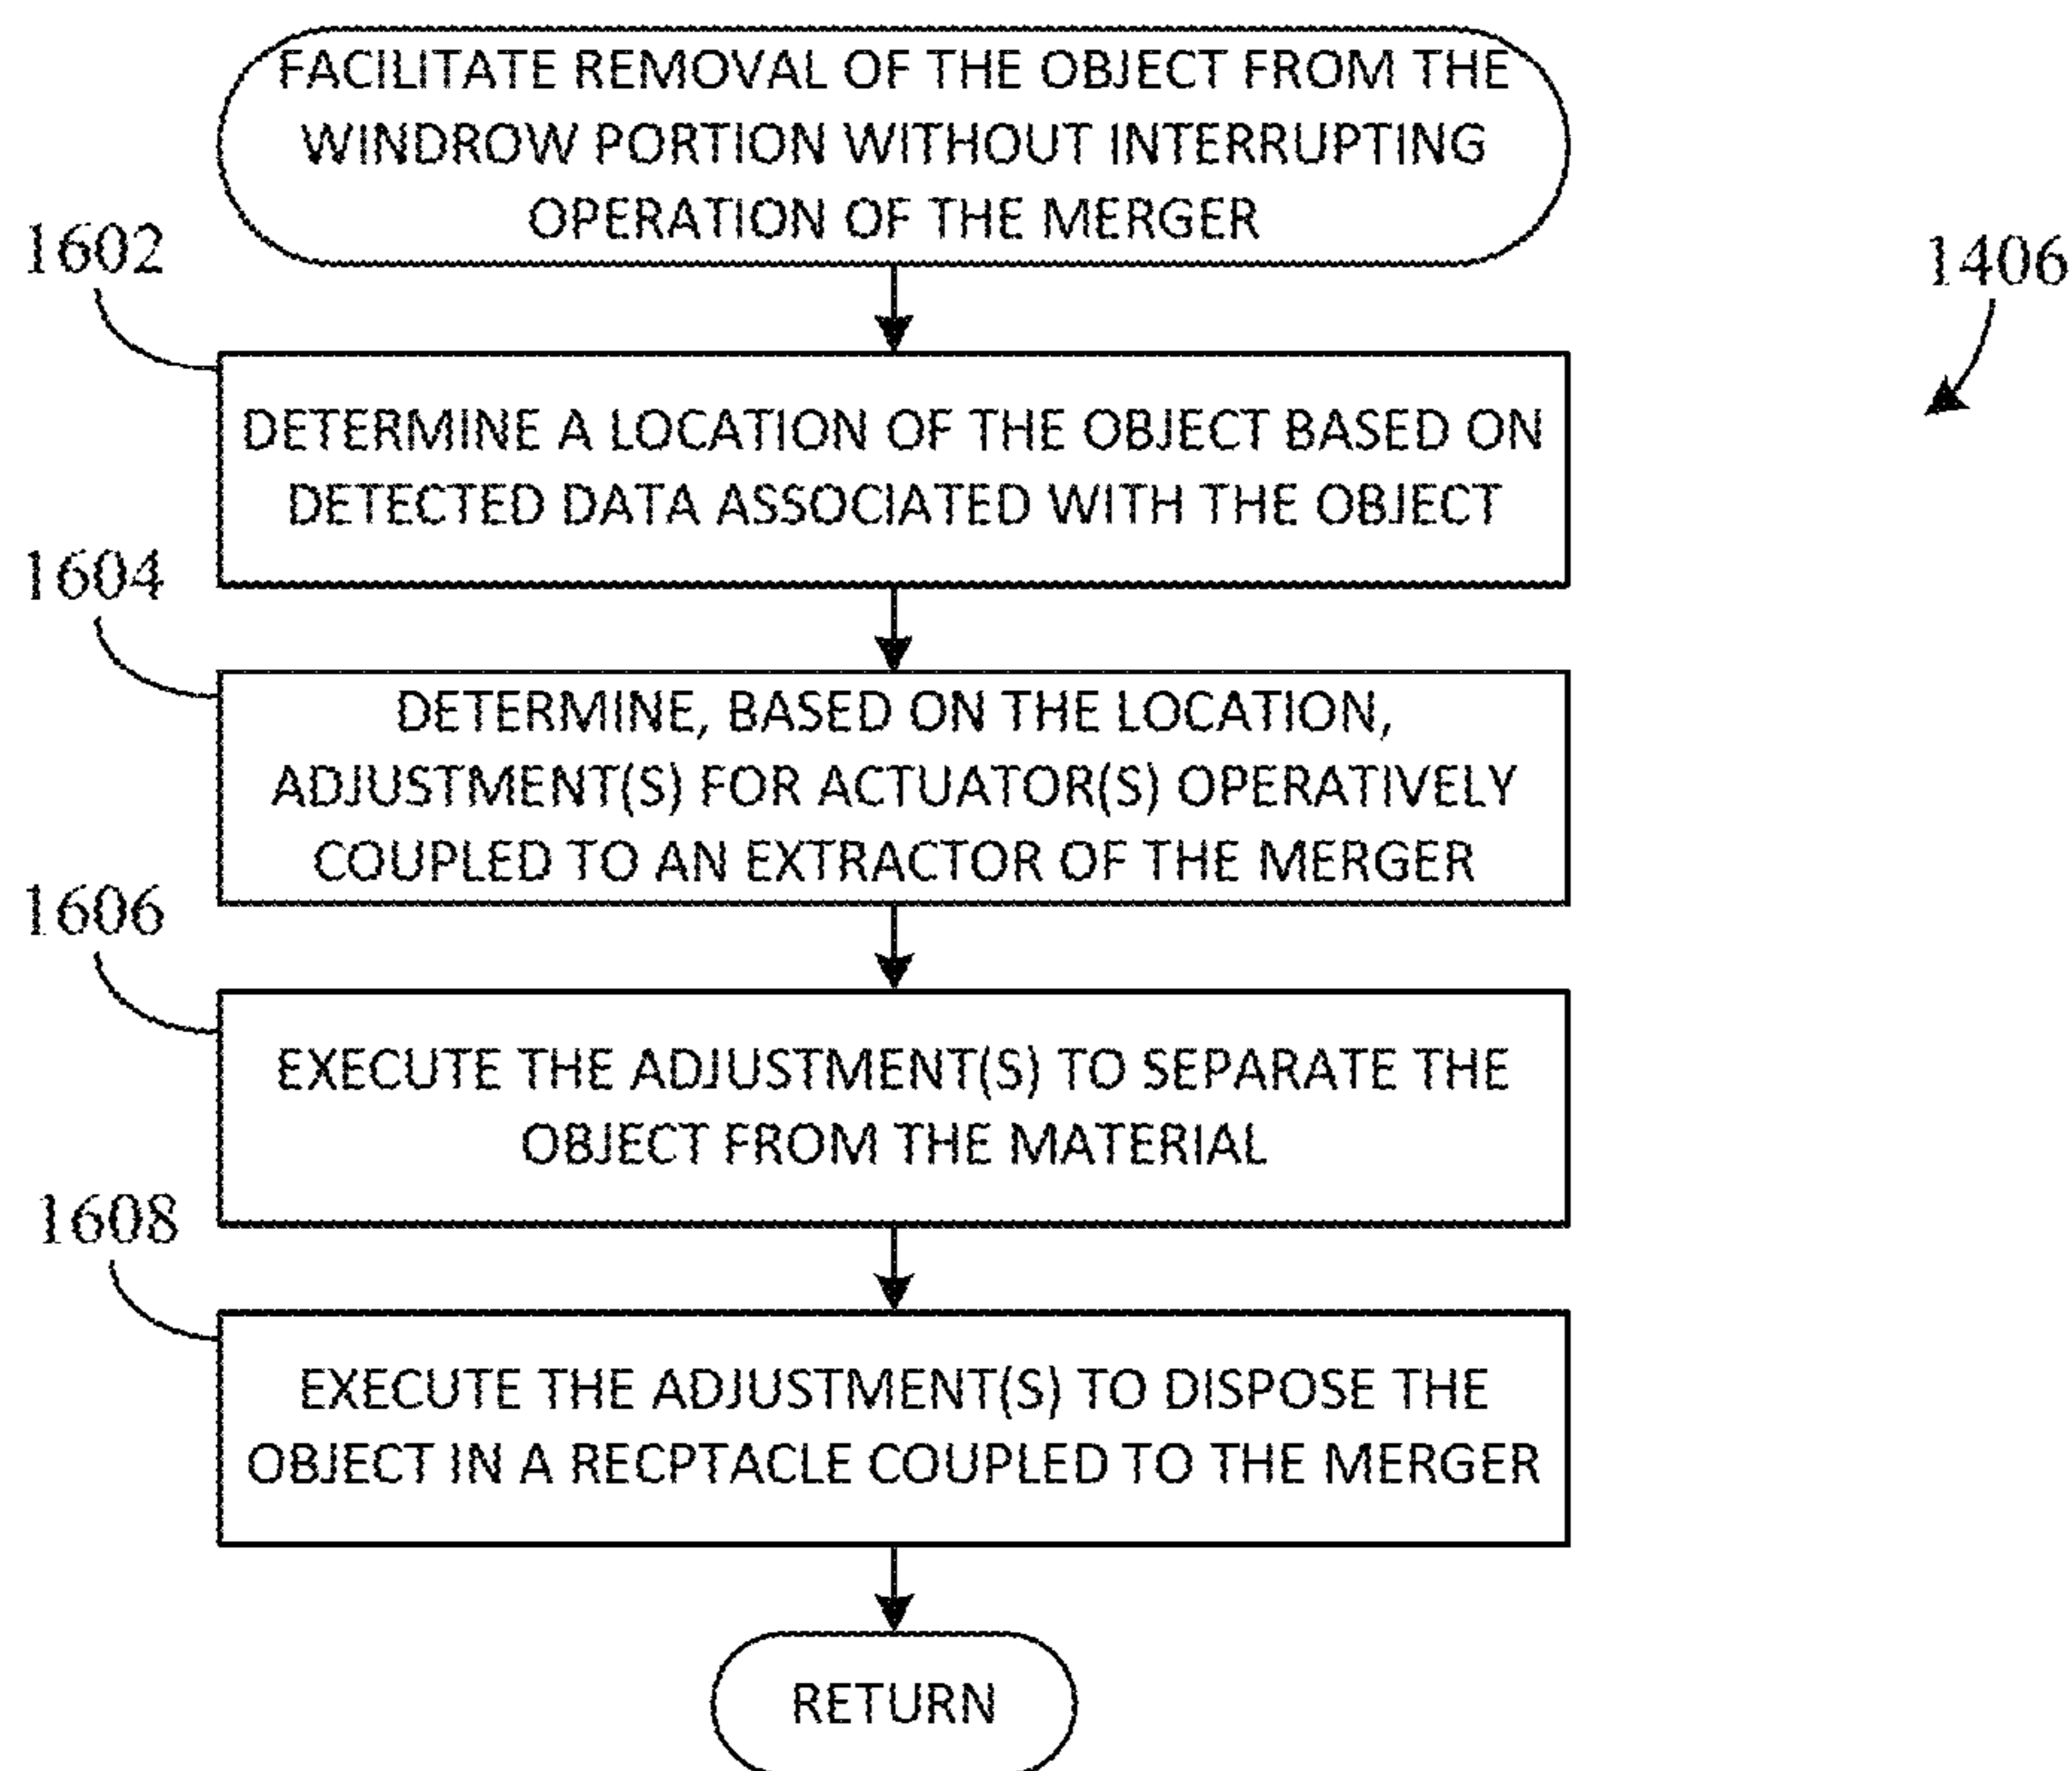 FACILITATE REMOVAL OF THE OBJECT FROM THE
WINDROW PORTION WITHOUT INTERRUPTING
OPERATION OF THE MERGER
1602
1406
DETERMINE A LOCATION OF THE OBJECT BASED ON
DETECTED DATA ASSOCIATED WITH THE OBJECT
1604
DETERMINE, BASED ON THE LOCATION,
ADJUSTMENT(S) FOR ACTUATOR(S) OPERATIVELY
COUPLED TO AN EXTRACTOR OF THE MERGER
1606
EXECUTE THE ADJUSTMENT(S) TO SEPARATE THE
OBJECT FROM THE MATERIAL
1608
EXECUTE THE ADJUSTMENT(S) TO DISPOSE THE
OBJECT IN A RECPTACLE COUPLED TO THE MERGER
RETURN